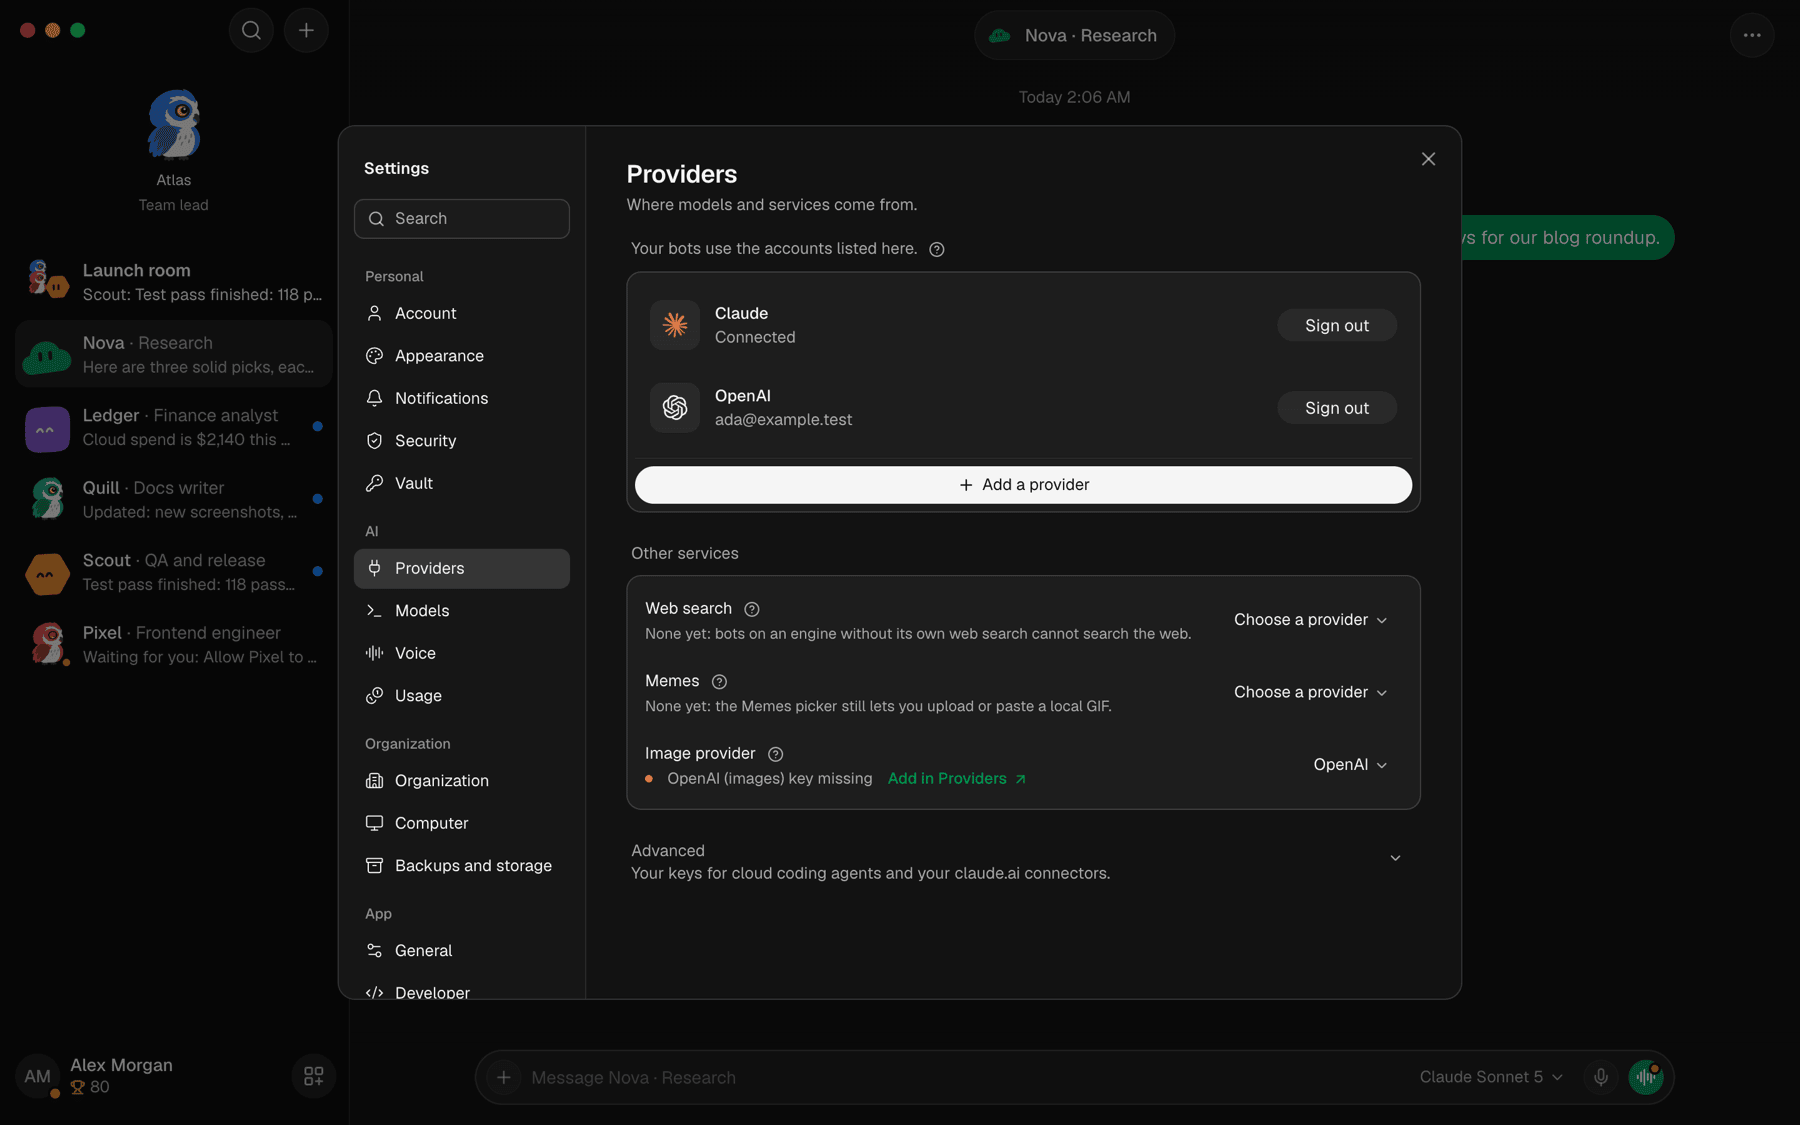 Nova · Research
Today 2:06 AM
Atlas
Team lead
Launch room
Scout: Test pass finished: 118 p...
Nova · Research
Here are three solid picks, eac...
Ledger · Finance analyst
Cloud spend is $2,140 this ...
Quill · Docs writer
Updated: new screenshots, ...
Scout · QA and release
Test pass finished: 118 pass...
Pixel · Frontend engineer
Waiting for you: Allow Pixel to ...
AM
Alex Morgan
80
Settings
Search
Personal
Account
Appearance
Notifications
Security
Vault
AI
Providers
Models
Voice
Usage
Organization
Organization
Computer
Backups and storage
App
General
Developer
Providers
Where models and services come from.
Your bots use the accounts listed here.
Claude
Connected
Sign out
OpenAI
ada@example.test
Sign out
Add a provider
Other services
Web search
None yet: bots on an engine without its own web search cannot search the web.
Choose a provider
Memes
None yet: the Memes picker still lets you upload or paste a local GIF.
Choose a provider
Image provider
OpenAI (images) key missing Add in Providers
OpenAI
Advanced
Your keys for cloud coding agents and your claude.ai connectors.
for our blog roundup.
Message Nova · Research
Claude Sonnet 5